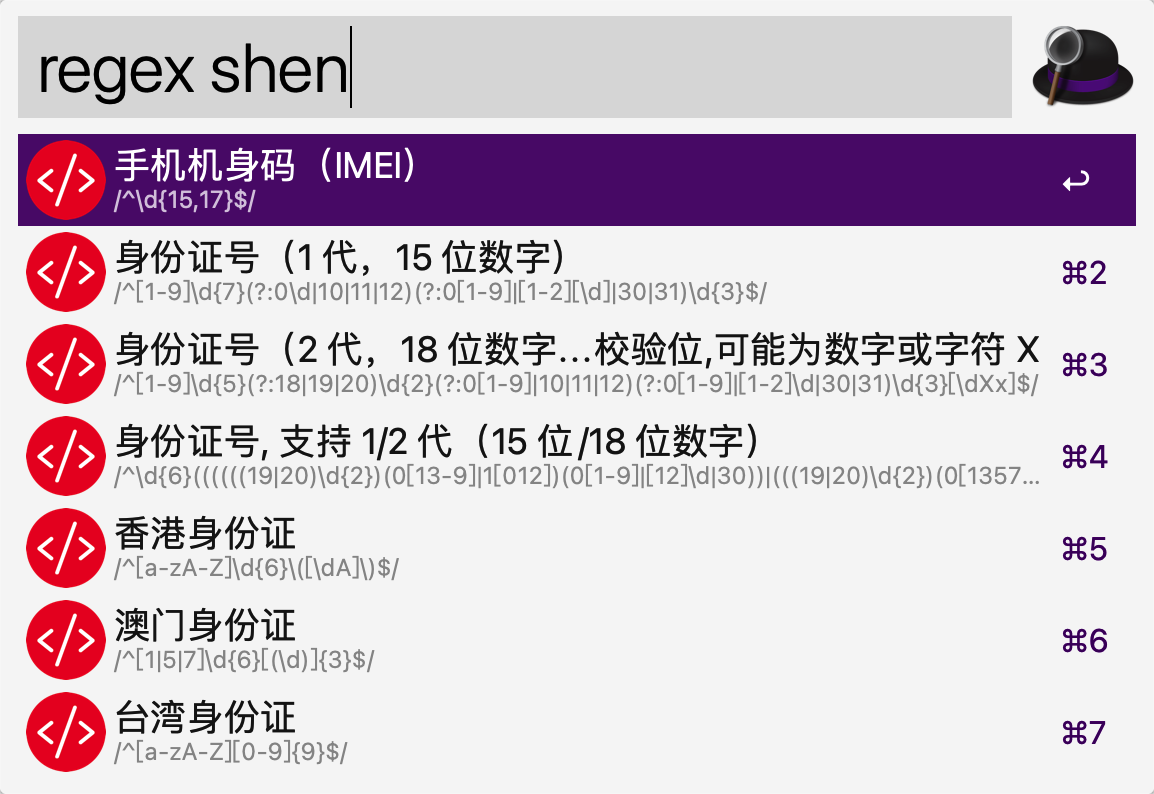 regex shen
手机机身码（IMEI）
/^\d{15,17}$/
身份证号（1 代，15 位数字）
/^[1-9]\d{7}(?:0\d|10|11|12)(?:0[1-9]|[1-2][\d]|30|31)\d{3}$/
⌘2
身份证号（2 代，18 位数字...校验位,可能为数字或字符 X
/^[1-9]\d{5}(?:18|19|20)\d{2}(?:0[1-9]|10|11|12)(?:0[1-9]|[1-2]\d|30|31)\d{3}[\dXx]$/
⌘3
身份证号, 支持 1/2 代（15 位/18 位数字）
/^\d{6}((((((19|20)\d{2})(0[13-9]|1[012])(0[1-9]|[12]\d|30))|(((19|20)\d{2})(0[1357...
⌘4
香港身份证
/^[a-zA-Z]\d{6}\([\dA]\)$/
⌘5
澳门身份证
/^[1|5|7]\d{6}[(\d)]{3}$/
⌘6
台湾身份证
/^[a-zA-Z][0-9]{9}$/
⌘7